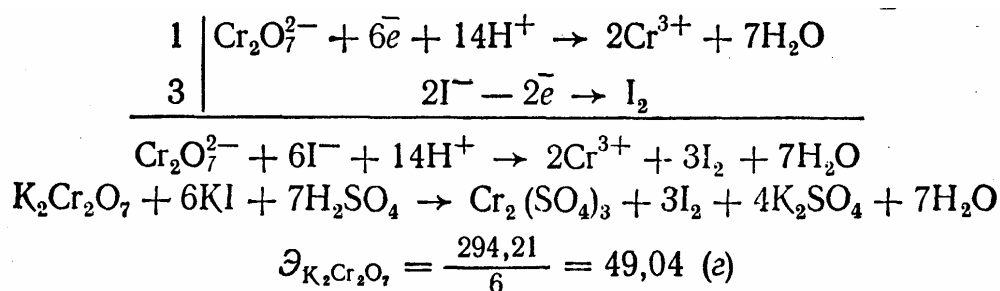 1 | Cr₂O₇²⁻ + 6e̅ + 14H⁺ → 2Cr³⁺ + 7H₂O
3 | 2I⁻ — 2e̅ → I₂
Cr₂O₇²⁻ + 6I⁻ + 14H⁺ → 2Cr³⁺ + 3I₂ + 7H₂O
K₂Cr₂O₇ + 6KI + 7H₂SO₄ → Cr₂(SO₄)₃ + 3I₂ + 4K₂SO₄ + 7H₂O
Э_K₂Cr₂O₇ = 294,21/6 = 49,04 (г)